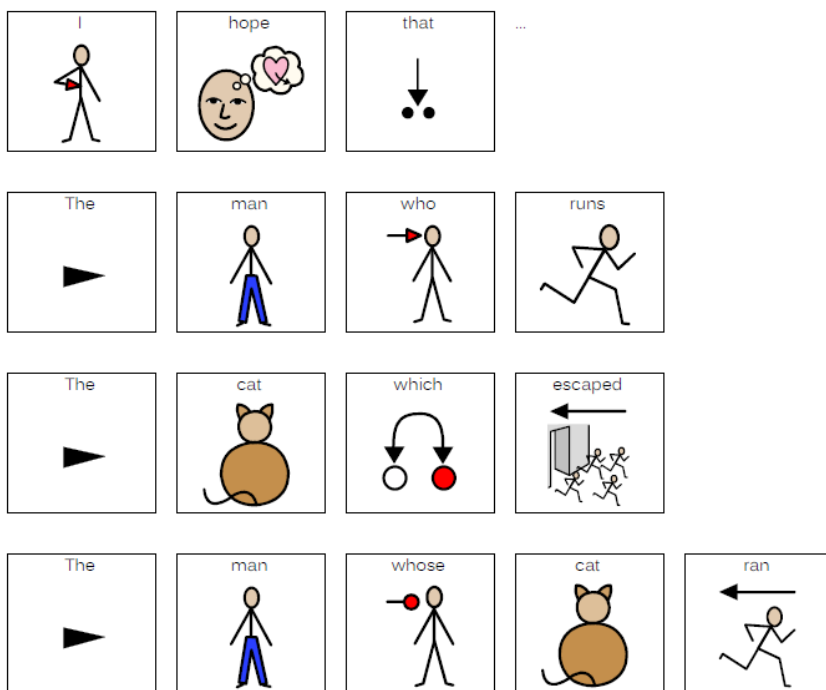 I hope that ...
The man who runs
The cat which escaped
The man whose cat ran